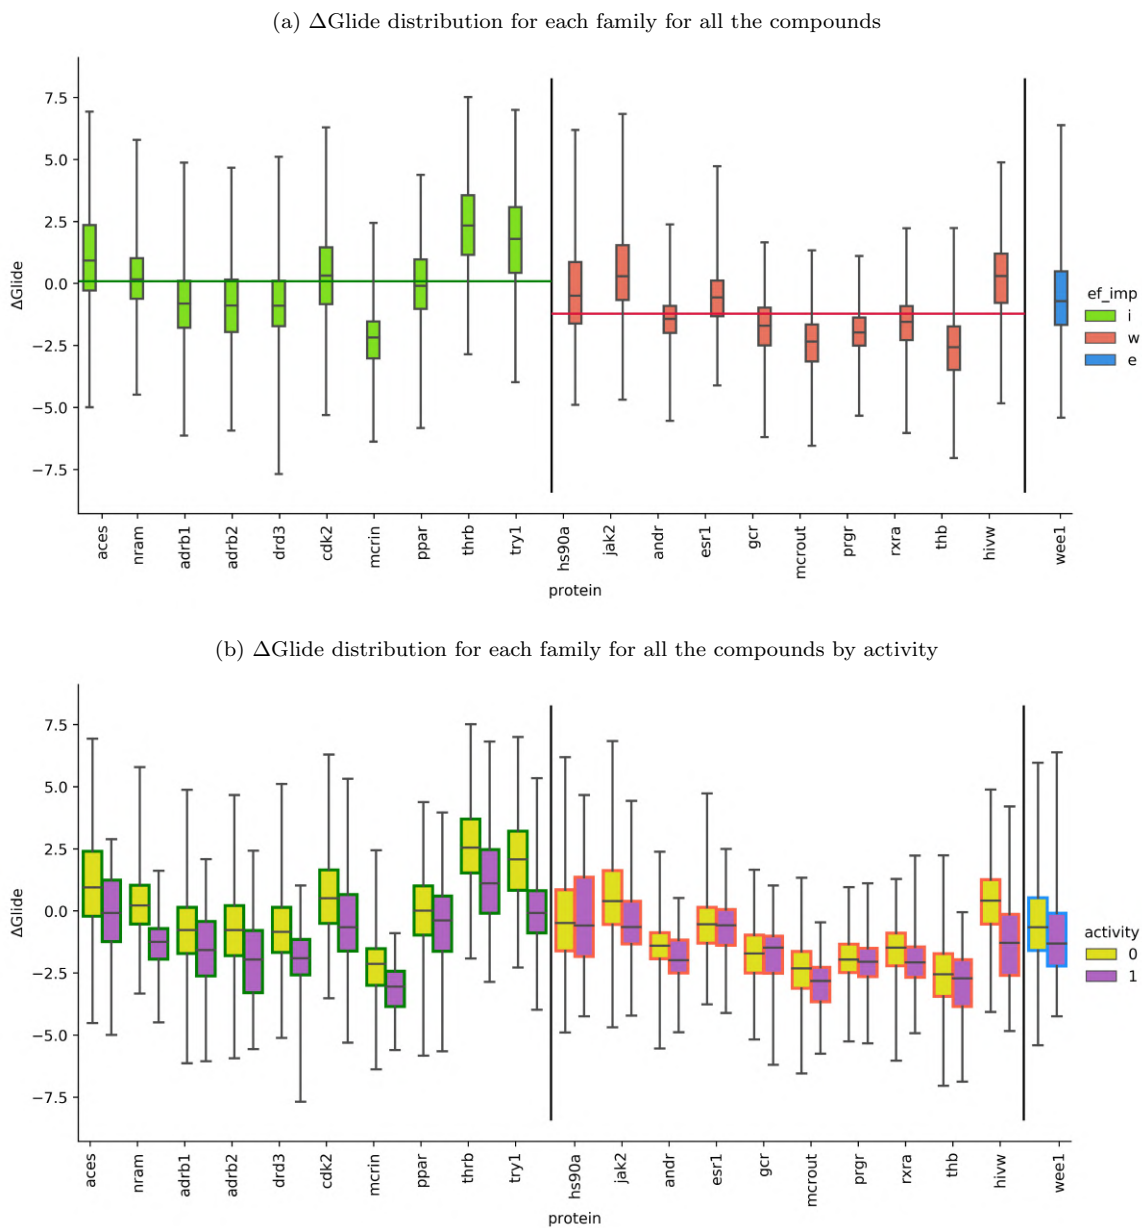 (a) ΔGlide distribution for each family for all the compounds
7.5
5.0
2.5
0.0
−2.5
−5.0
−7.5
ΔGlide
aces
nram
adrb1
adrb2
drd3
cdk2
mcrin
ppar
thrb
try1
hs90a
jak2
andr
esr1
gcr
mcrout
prgr
rxra
thb
hivw
wee1
protein
ef_imp
i
w
e
(b) ΔGlide distribution for each family for all the compounds by activity
7.5
5.0
2.5
0.0
−2.5
−5.0
−7.5
ΔGlide
aces
nram
adrb1
adrb2
drd3
cdk2
mcrin
ppar
thrb
try1
hs90a
jak2
andr
esr1
gcr
mcrout
prgr
rxra
thb
hivw
wee1
protein
activity
0
1